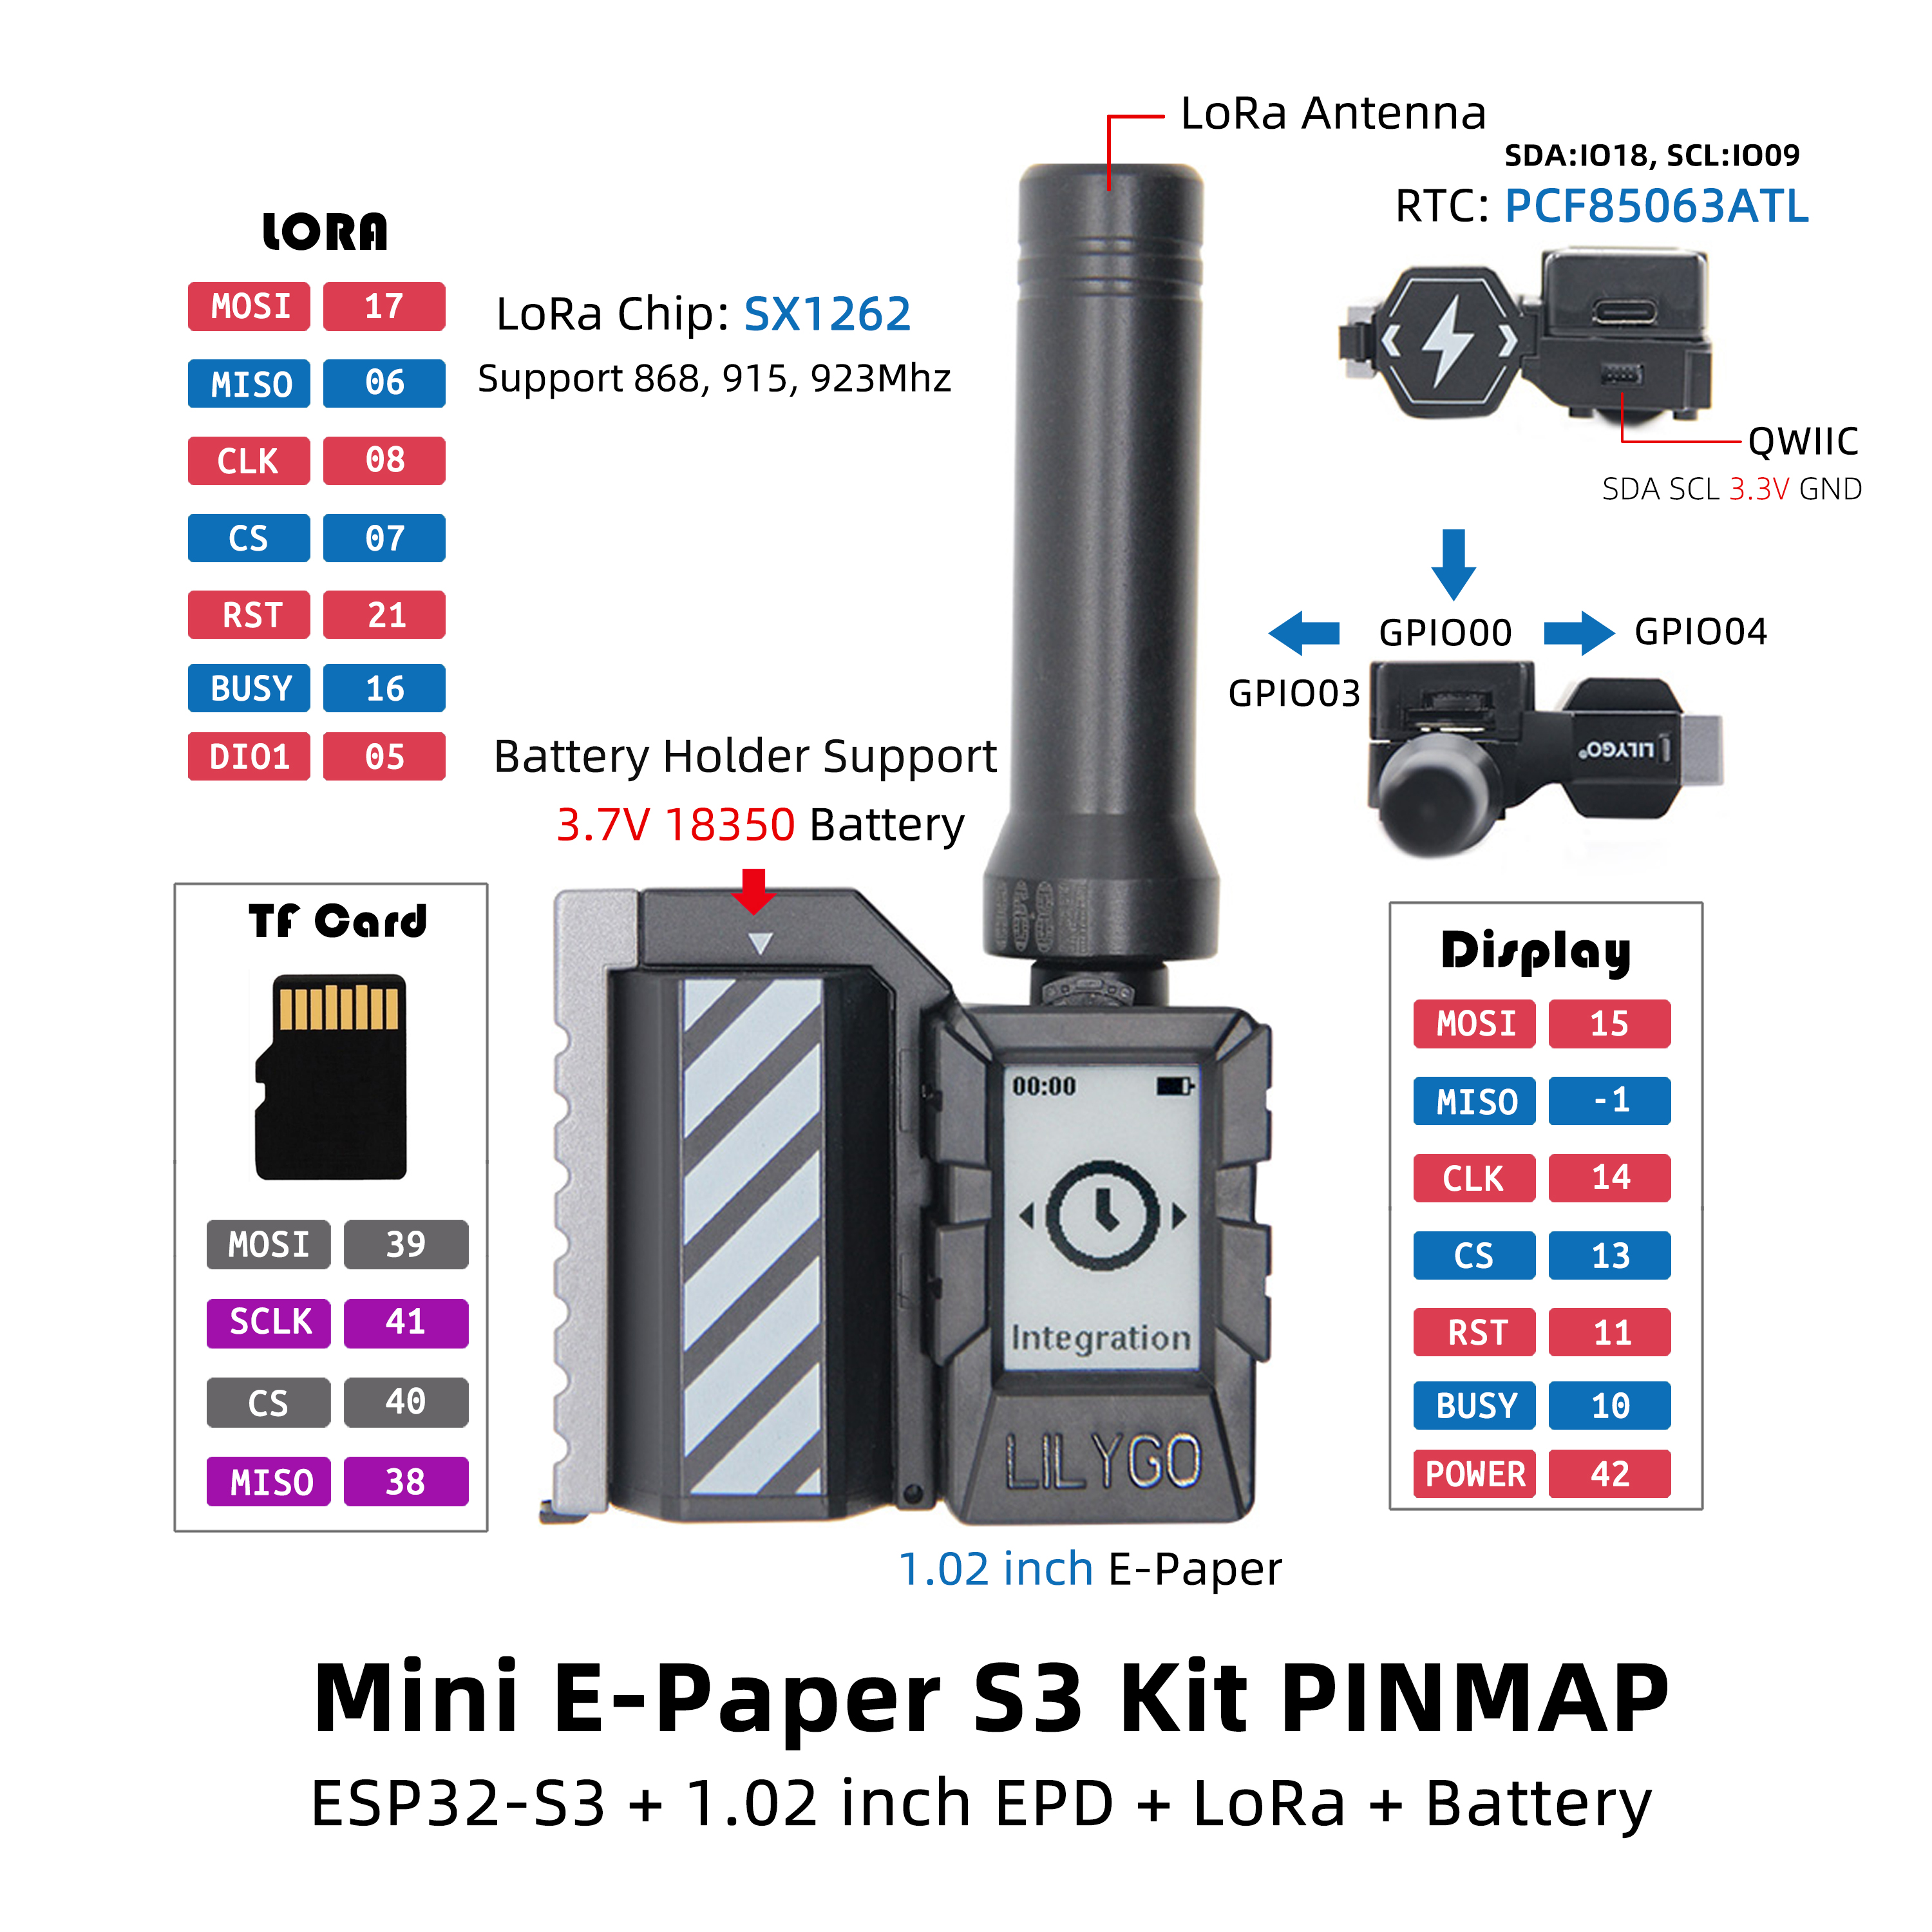 LoRa Antenna
SDA:IO18, SCL:IO09
RTC: PCF85063ATL
QWIIC
SDA SCL 3.3V GND
LORA
MOSI 17
MISO 06
CLK 08
CS 07
RST 21
BUSY 16
DIO1 05
LoRa Chip: SX1262
Support 868, 915, 923Mhz
GPIO00
GPIO04
GPIO03
LILYGO®
Battery Holder Support
3.7V 18350 Battery
TF Card
MOSI 39
SCLK 41
CS 40
MISO 38
00:00
Integration
LILYGO
Display
MOSI 15
MISO -1
CLK 14
CS 13
RST 11
BUSY 10
POWER 42
1.02 inch E-Paper
Mini E-Paper S3 Kit PINMAP
ESP32-S3 + 1.02 inch EPD + LoRa + Battery